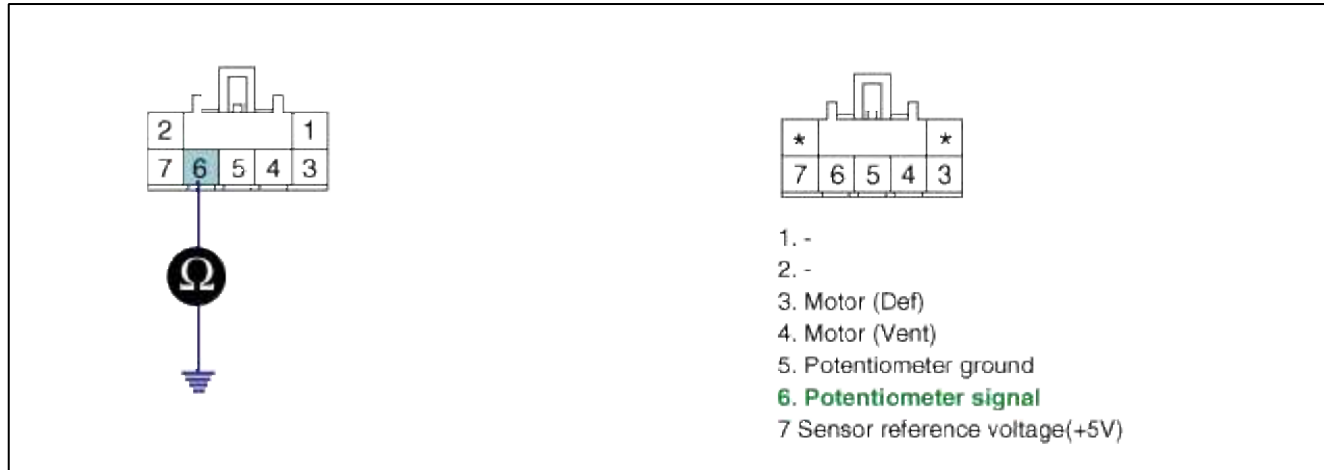 2 1
7 6 5 4 3
Ω
* *
7 6 5 4 3
1. -
2. -
3. Motor (Def)
4. Motor (Vent)
5. Potentiometer ground
6. Potentiometer signal
7 Sensor reference voltage(+5V)